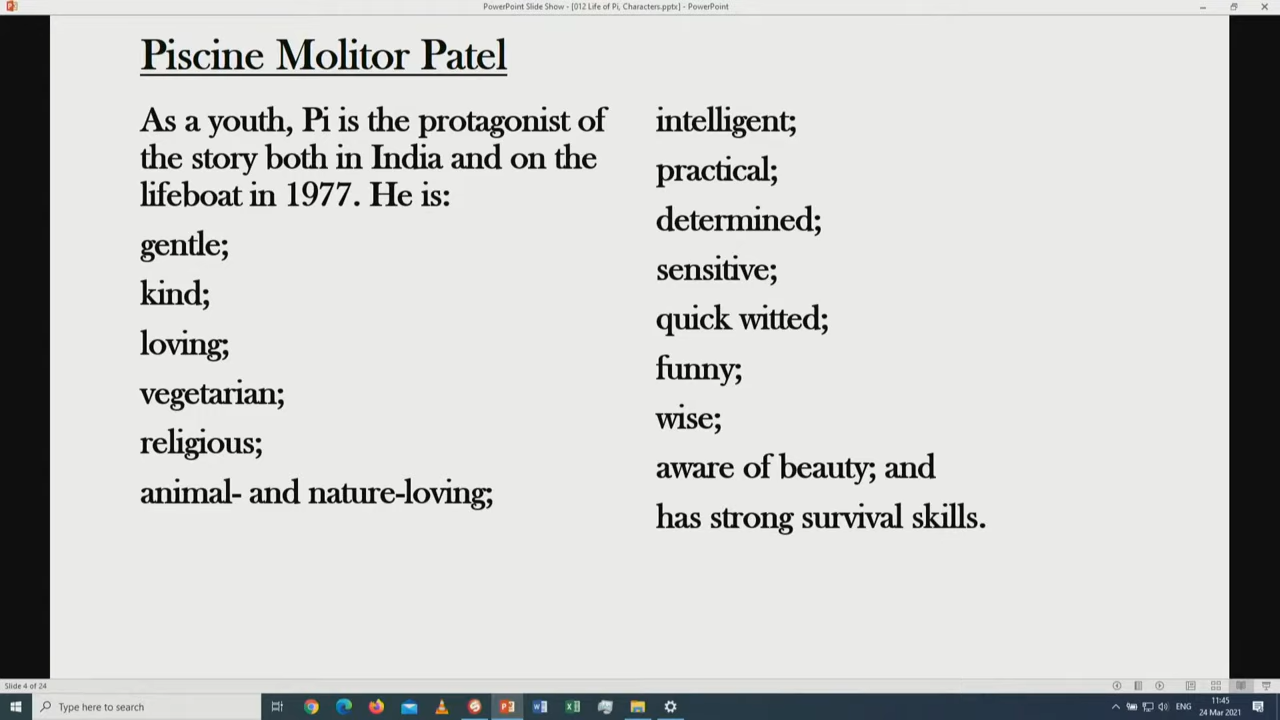 PowerPoint Slide Show - [012 Life of Pi, Characters.pptx] - PowerPoint
Piscine Molitor Patel
As a youth, Pi is the protagonist of
the story both in India and on the
lifeboat in 1977. He is:
gentle;
kind;
loving;
vegetarian;
religious;
animal- and nature-loving;
intelligent;
practical;
determined;
sensitive;
quick witted;
funny;
wise;
aware of beauty; and
has strong survival skills.
Slide 4 of 24
Type here to search
ENG
11:45
24 Mar 2021